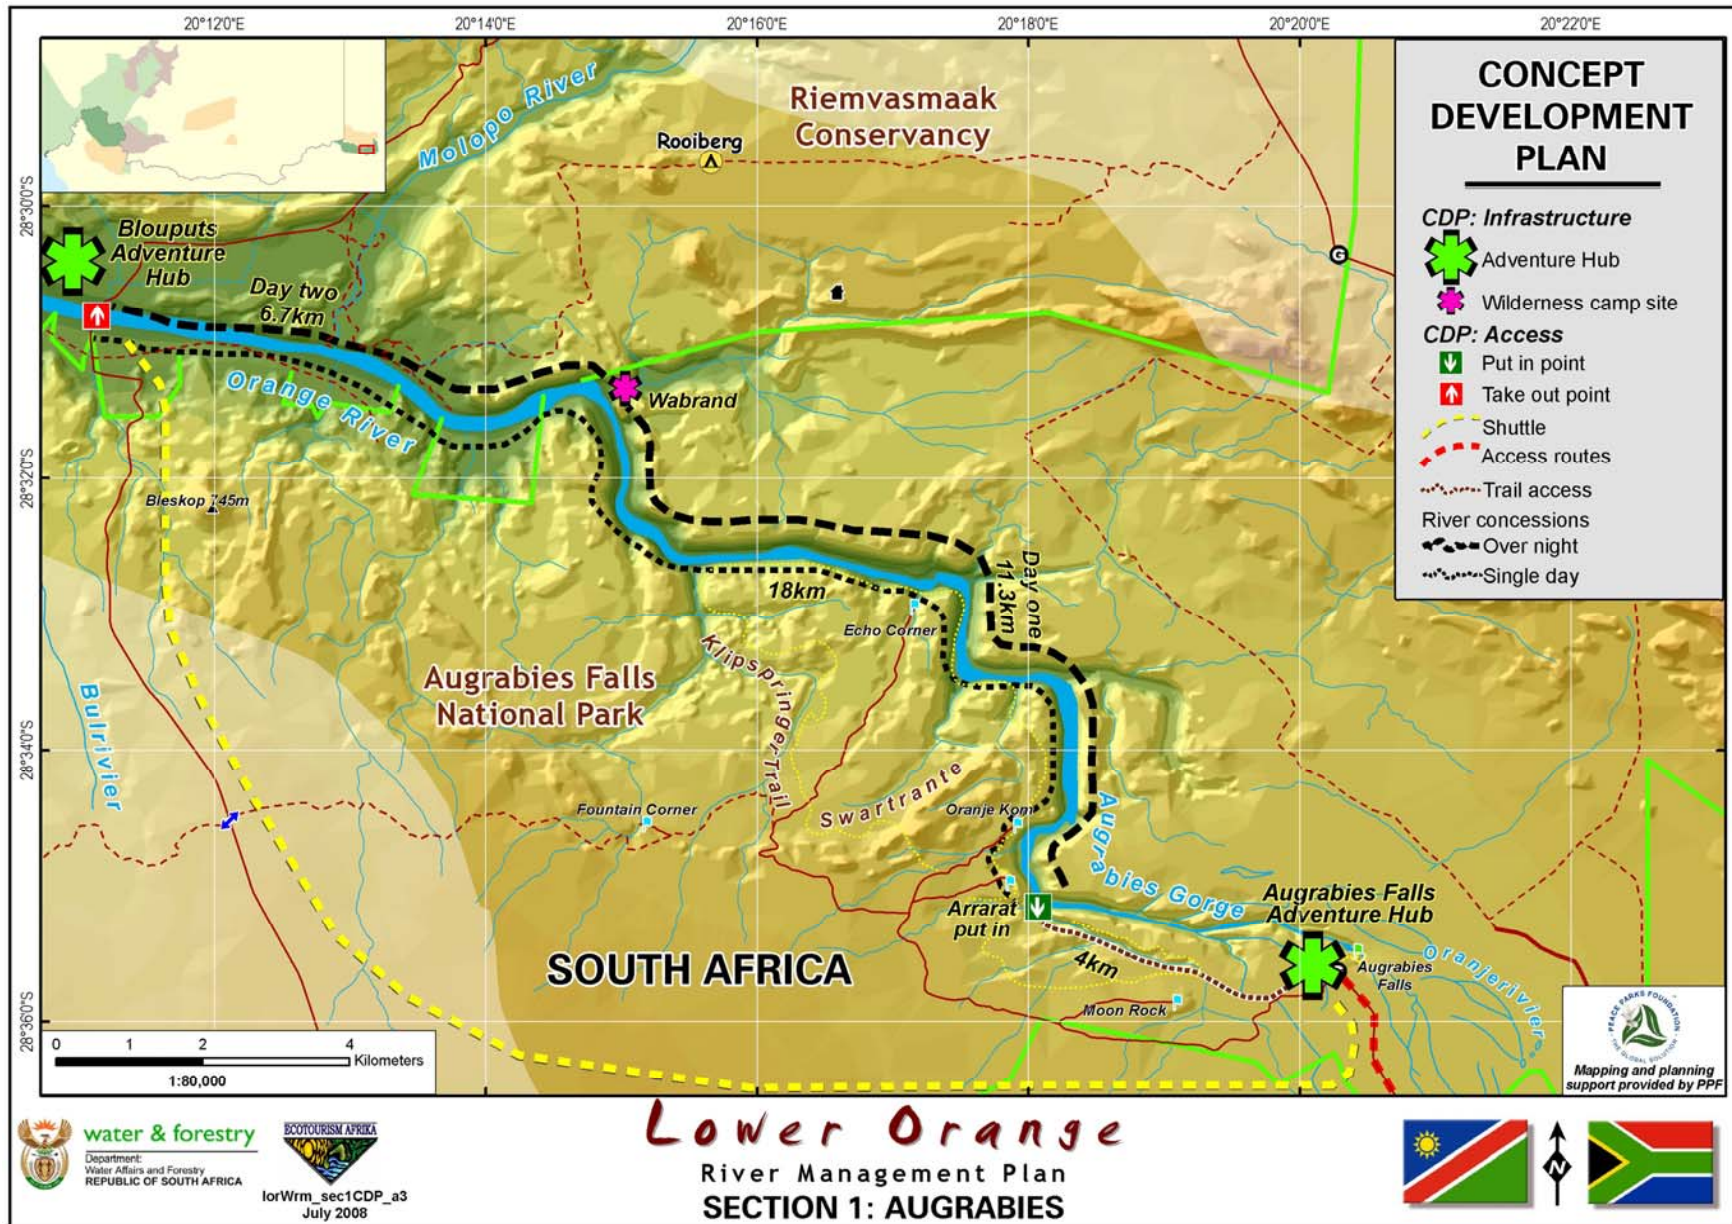 20°12'0"E
20°14'0"E
20°16'0"E
20°18'0"E
20°20'0"E
20°22'0"E
28°30'0"S
28°32'0"S
28°34'0"S
28°36'0"S
Molopo River
Riemvasmaak
Conservancy
Rooiberg
G
Blouputs
Adventure
Hub
Day two
6.7km
Orange River
Wabrand
Bleskop 745m
18km
Day one
11.3km
Echo Corner
Klipspringer Trail
Augrabies Falls
National Park
Bulrivier
Swartrante
Fountain Corner
Oranje Kom
Augrabies Gorge
Augrabies Falls
Adventure Hub
Arrarat
put in
4km
Oranjerivier
Augrabies
Falls
Moon Rock
SOUTH AFRICA
CONCEPT
DEVELOPMENT
PLAN
CDP: Infrastructure
Adventure Hub
Wilderness camp site
CDP: Access
Put in point
Take out point
Shuttle
Access routes
Trail access
River concessions
Over night
Single day
0 1 2 4
Kilometers
1:80,000
PEACE PARKS FOUNDATION
THE GLOBAL SOLUTION
Mapping and planning
support provided by PPF
water & forestry
Department:
Water Affairs and Forestry
REPUBLIC OF SOUTH AFRICA
ECOTOURISM AFRIKA
lorWrm_sec1CDP_a3
July 2008
Lower Orange
River Management Plan
SECTION 1: AUGRABIES
N